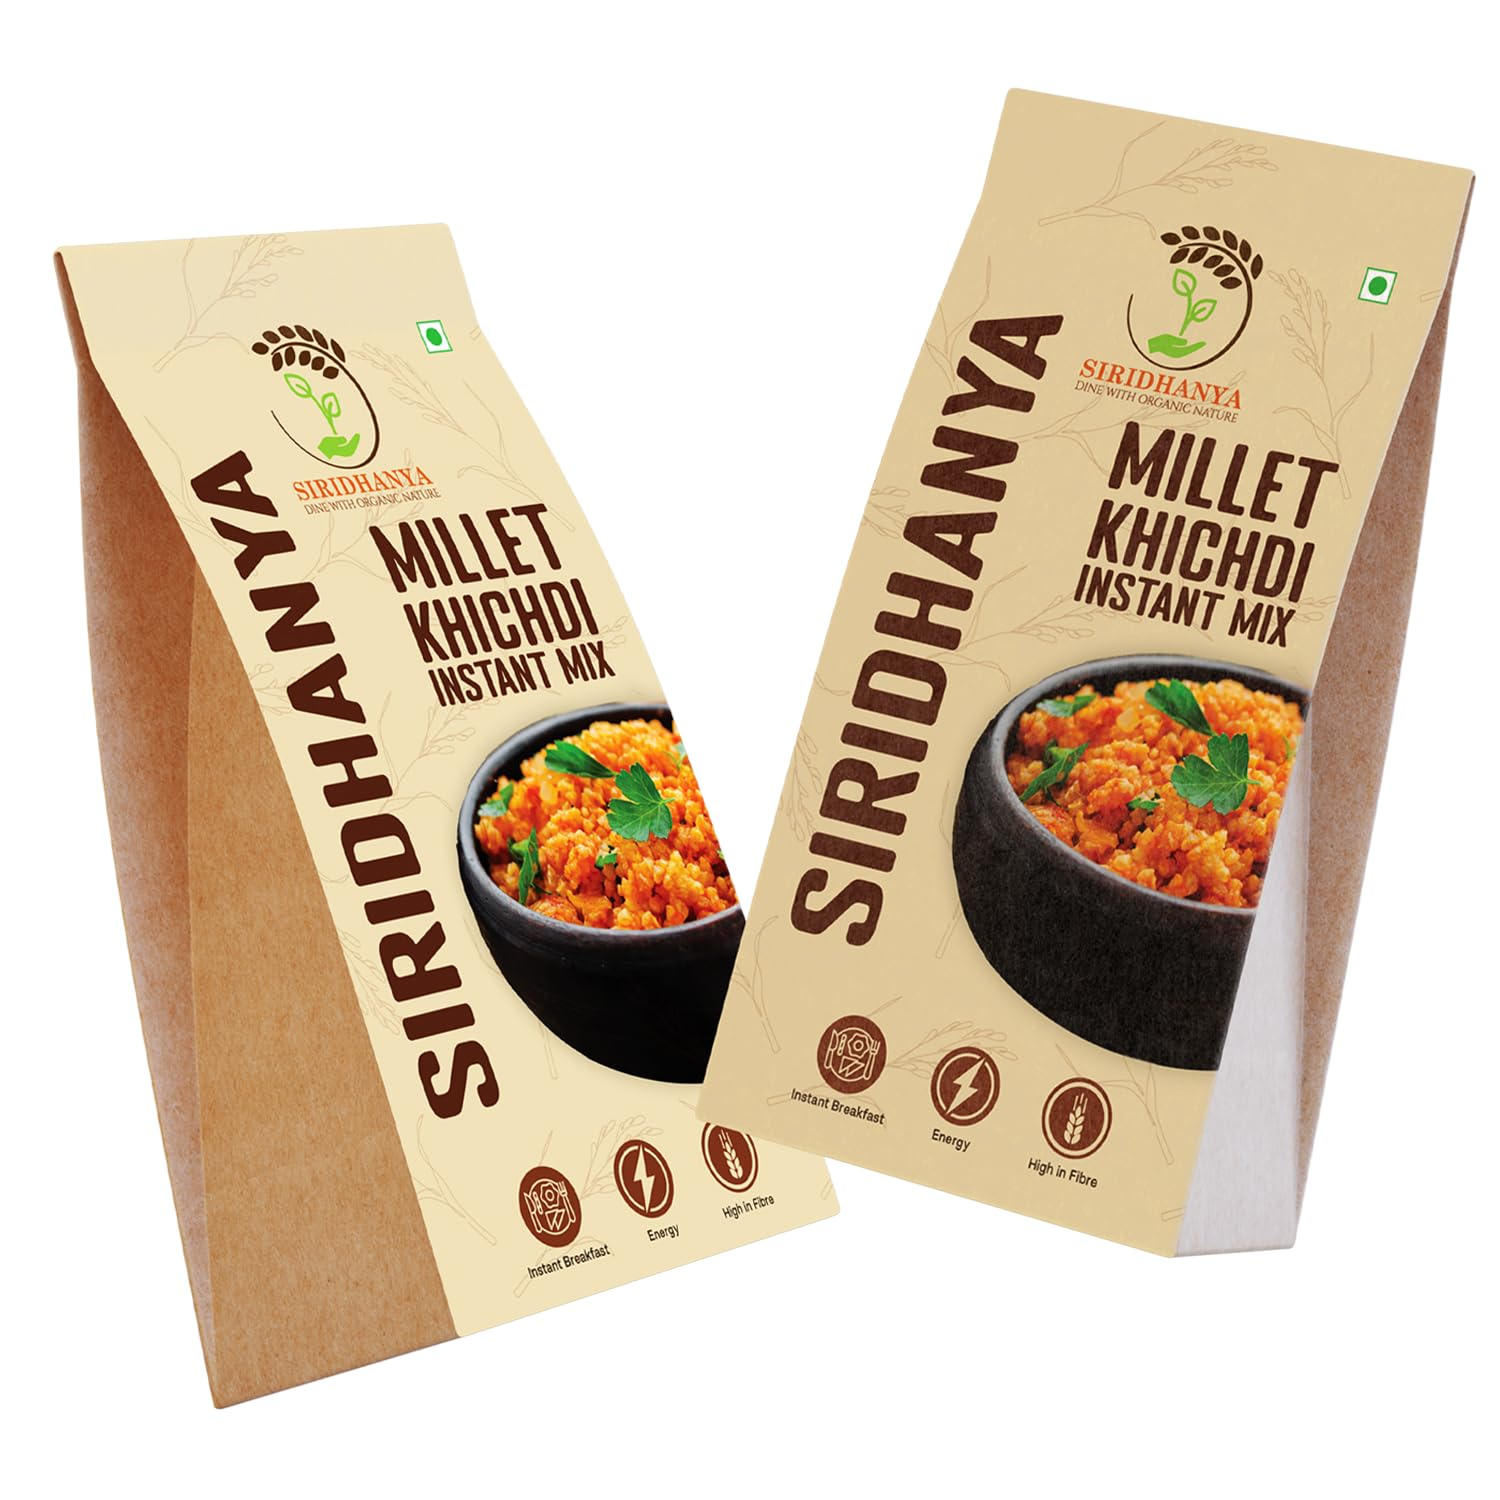 SIRIDHANYA
DINE WITH ORGANIC NATURE
SIRIDHANYA
MILLET
KHICHDI
INSTANT MIX
Instant Breakfast
Energy
High in Fibre
SIRIDHANYA
DINE WITH ORGANIC NATURE
SIRIDHANYA
MILLET
KHICHDI
INSTANT MIX
Instant Breakfast
Energy
High in Fibre